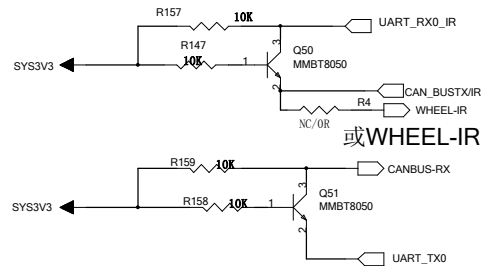 R157
10K
UART_RX0_IR
3
R147
Q50
10K
1
MMBT8050
SYS3V3
2
CAN_BUSTX/IR
R4
WHEEL-IR
NC/0R
或WHEEL-IR
R159
10K
CANBUS-RX
3
Q51
R158
10K
1
MMBT8050
SYS3V3
2
UART_TX0